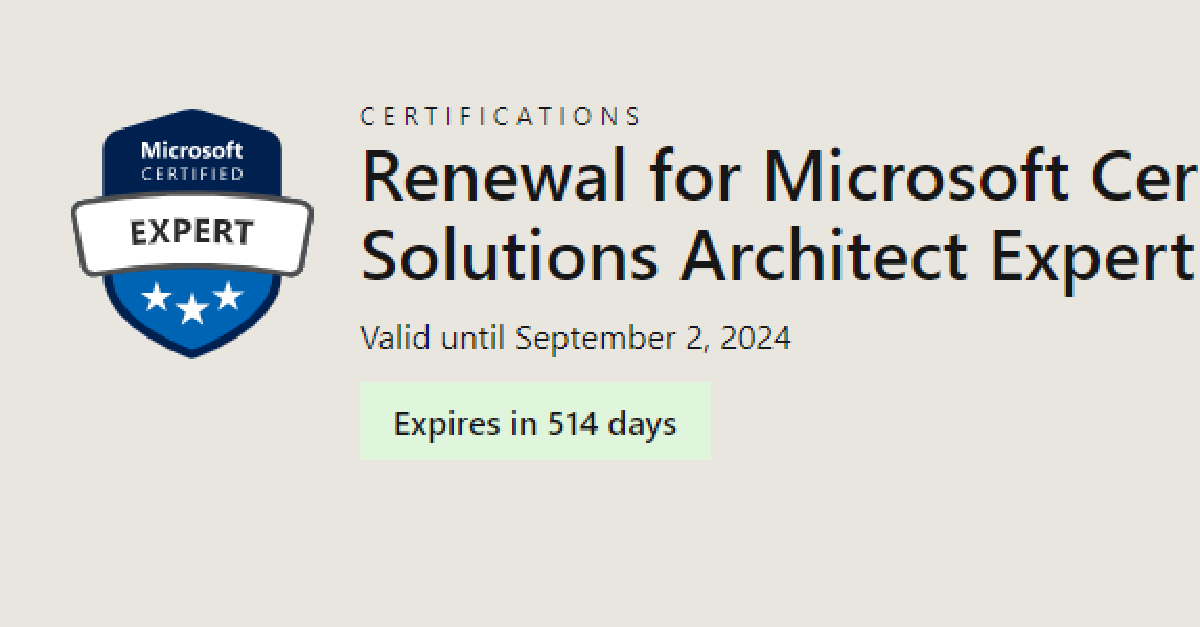 Microsoft
CERTIFIED
EXPERT
CERTIFICATIONS
Renewal for Microsoft Cer
Solutions Architect Expert
Valid until September 2, 2024
Expires in 514 days